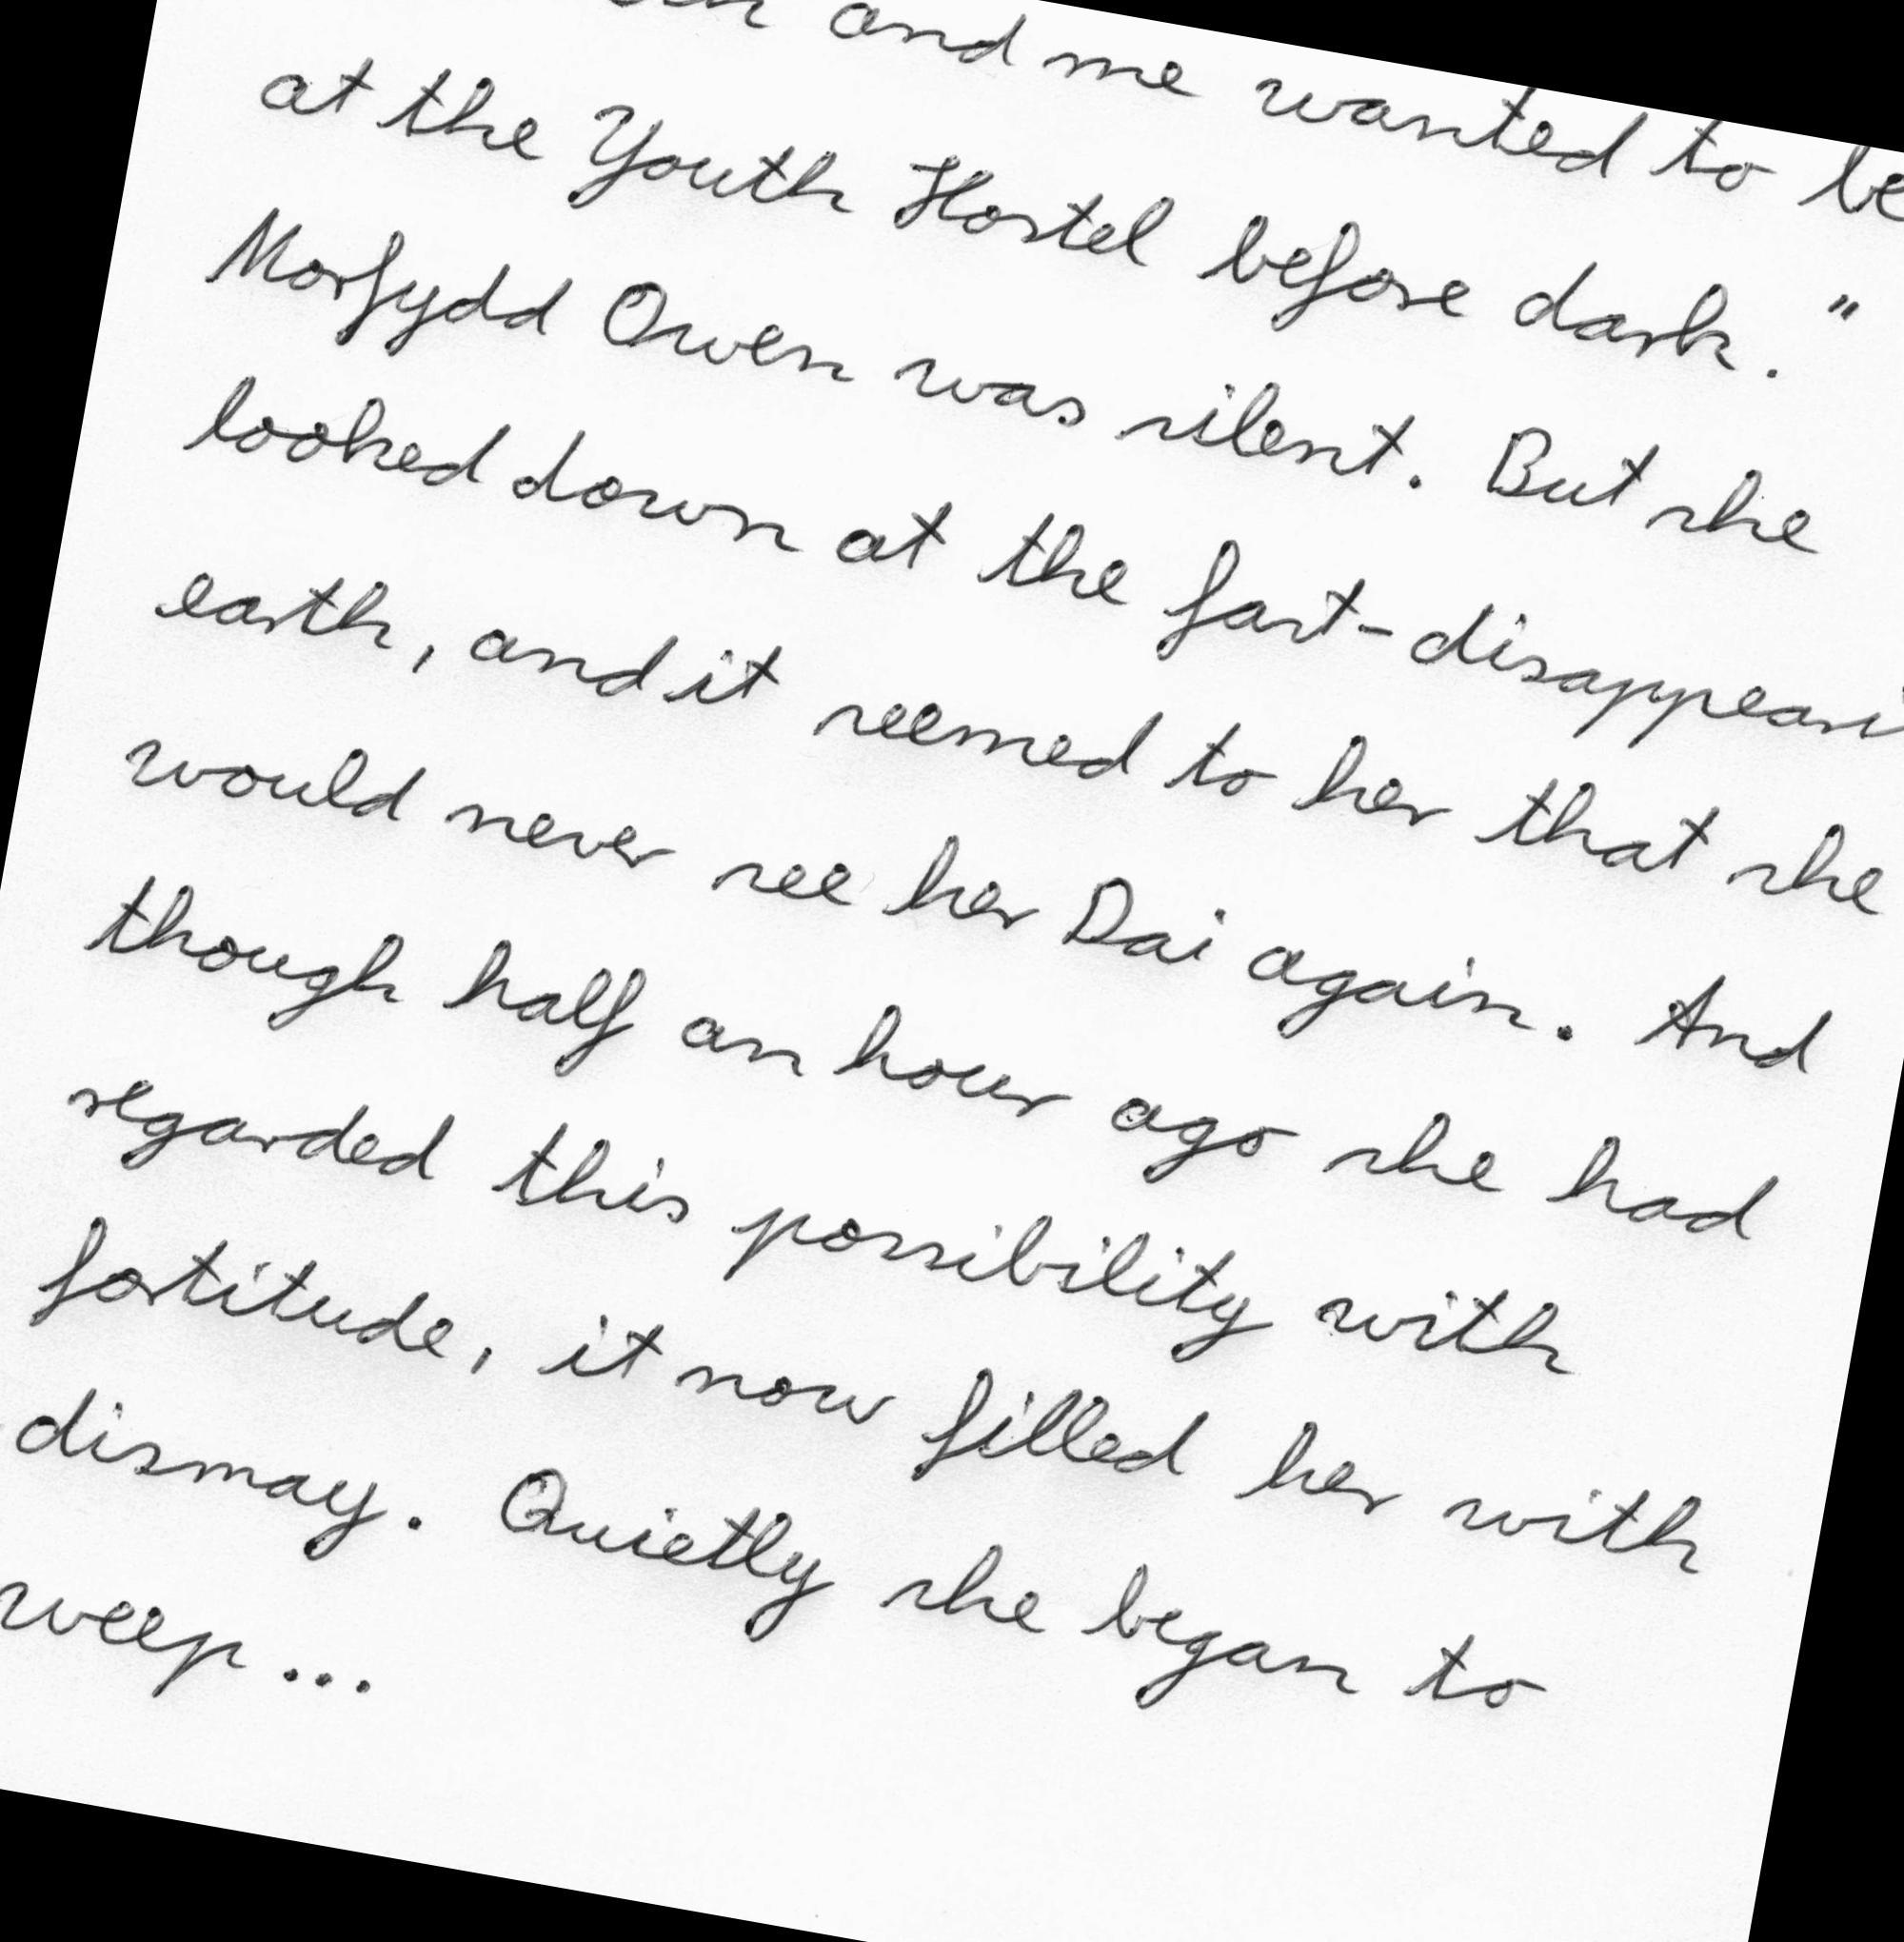 and me wanted to be
at the Youth Hostel before dark."
Morfydd Owen was silent. But she
looked down at the fast-disappeari
earth, and it seemed to her that she
would never see her Dai again. And
though half an hour ago she had
regarded this possibility with
fortitude, it now filled her with
dismay. Quietly she began to
weep...